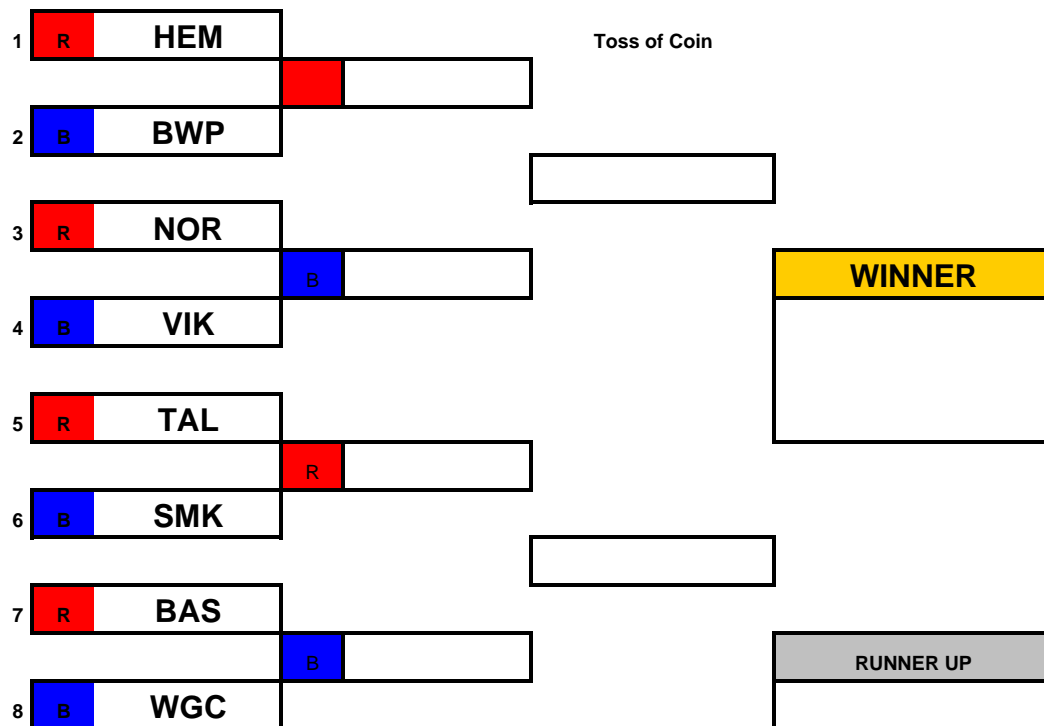 1 R HEM
Toss of Coin
2 B BWP
3 R NOR
B
WINNER
4 B VIK
5 R TAL
R
6 B SMK
7 R BAS
B
RUNNER UP
8 B WGC